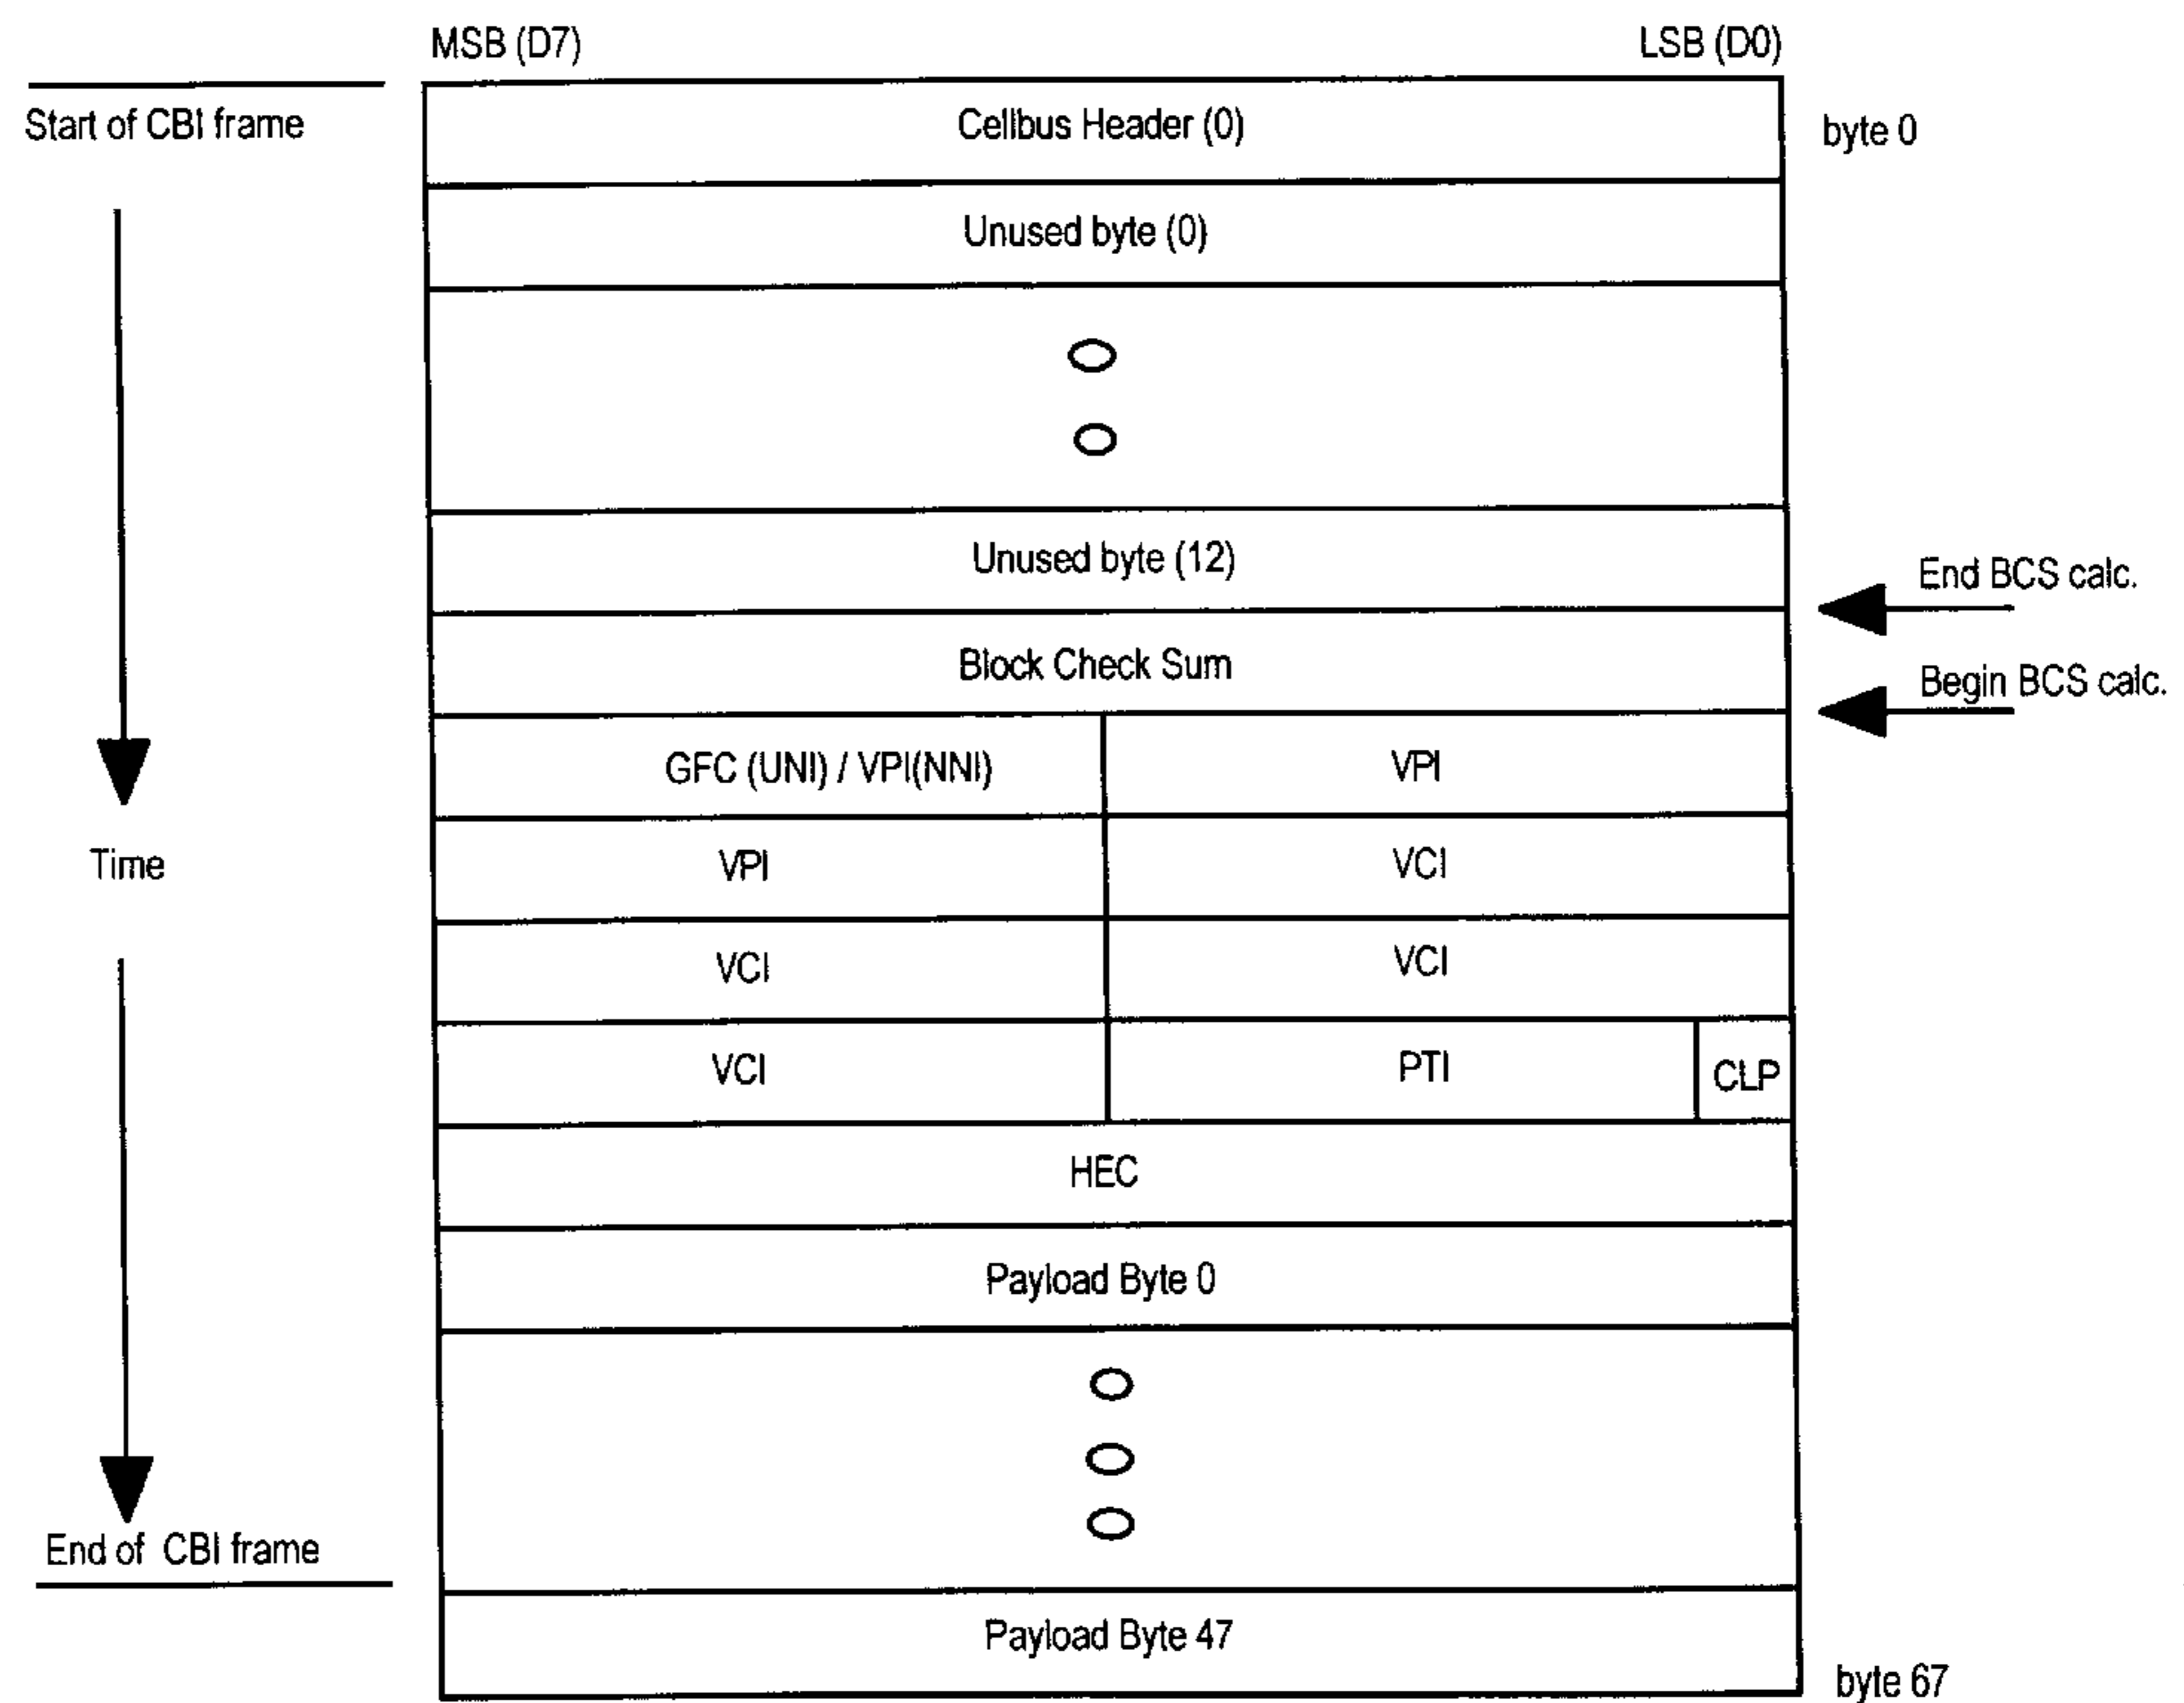 MSB (D7) LSB (D0)
Start of CBI frame
Cellbus Header (0)
byte 0
Unused byte (0)
Unused byte (12)
End BCS calc.
Block Check Sum
Begin BCS calc.
GFC (UNI) / VPI(NNI) VPI
Time
VPI VCI
VCI VCI
VCI PTI CLP
HEC
Payload Byte 0
End of CBI frame
Payload Byte 47
byte 67